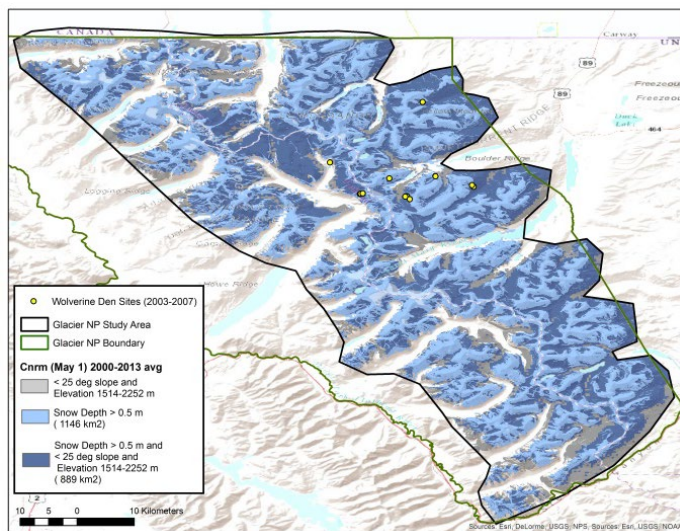 CANADA
Carway
UN
89
89
Freezeou
Freezeou
464
Boulder Ridge
Howe Ridge
Wolverine Den Sites (2003-2007)
Glacier NP Study Area
Glacier NP Boundary
Cnrm (May 1) 2000-2013 avg
< 25 deg slope and
Elevation 1514-2252 m
Snow Depth > 0.5 m
( 1146 km2)
Snow Depth > 0.5 m and
< 25 deg slope and
Elevation 1514-2252 m
( 889 km2)
2
10 5 0 10 Kilometers
Sources: Esri, DeLorme, USGS, NPS, Sources: Esri, USGS, NOAA